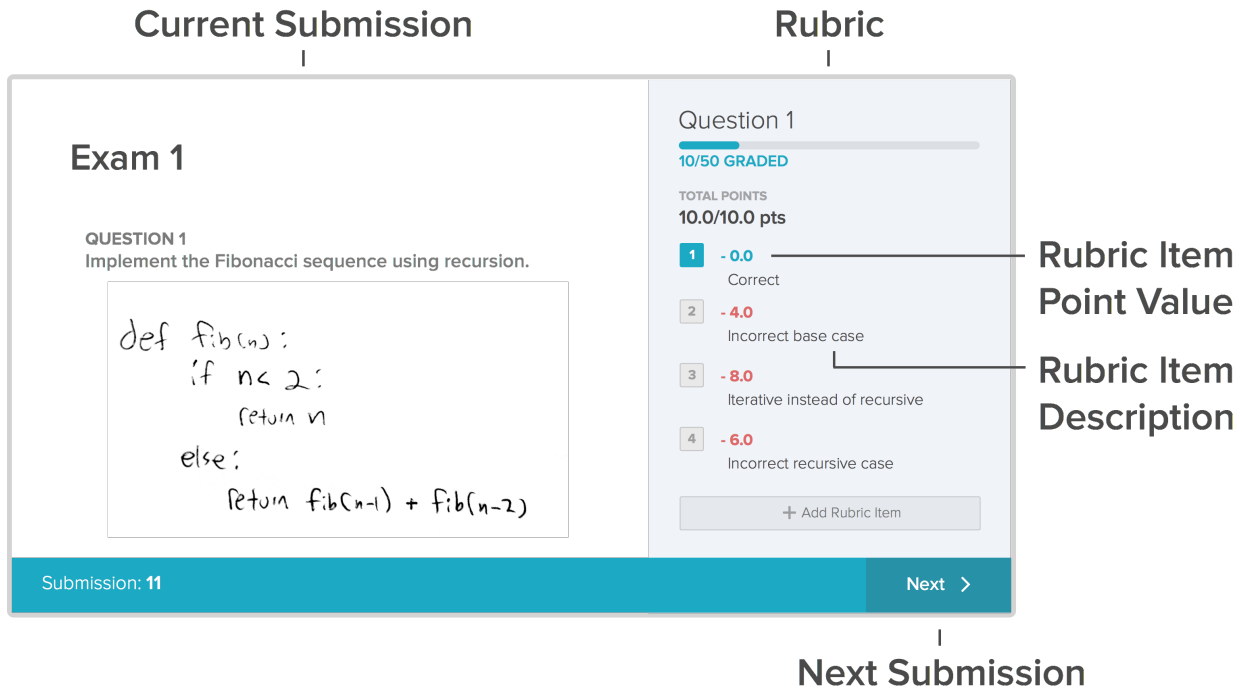 Current Submission
Rubric
Exam 1
QUESTION 1
Implement the Fibonacci sequence using recursion.
def fib(n):
if n< 2:
return n
else:
return fib(n-1) + fib(n-2)
Submission: 11
Question 1
10/50 GRADED
TOTAL POINTS
10.0/10.0 pts
1 - 0.0
Correct
2 - 4.0
Incorrect base case
3 - 8.0
Iterative instead of recursive
4 - 6.0
Incorrect recursive case
+ Add Rubric Item
Next >
Rubric Item
Point Value
Rubric Item
Description
Next Submission